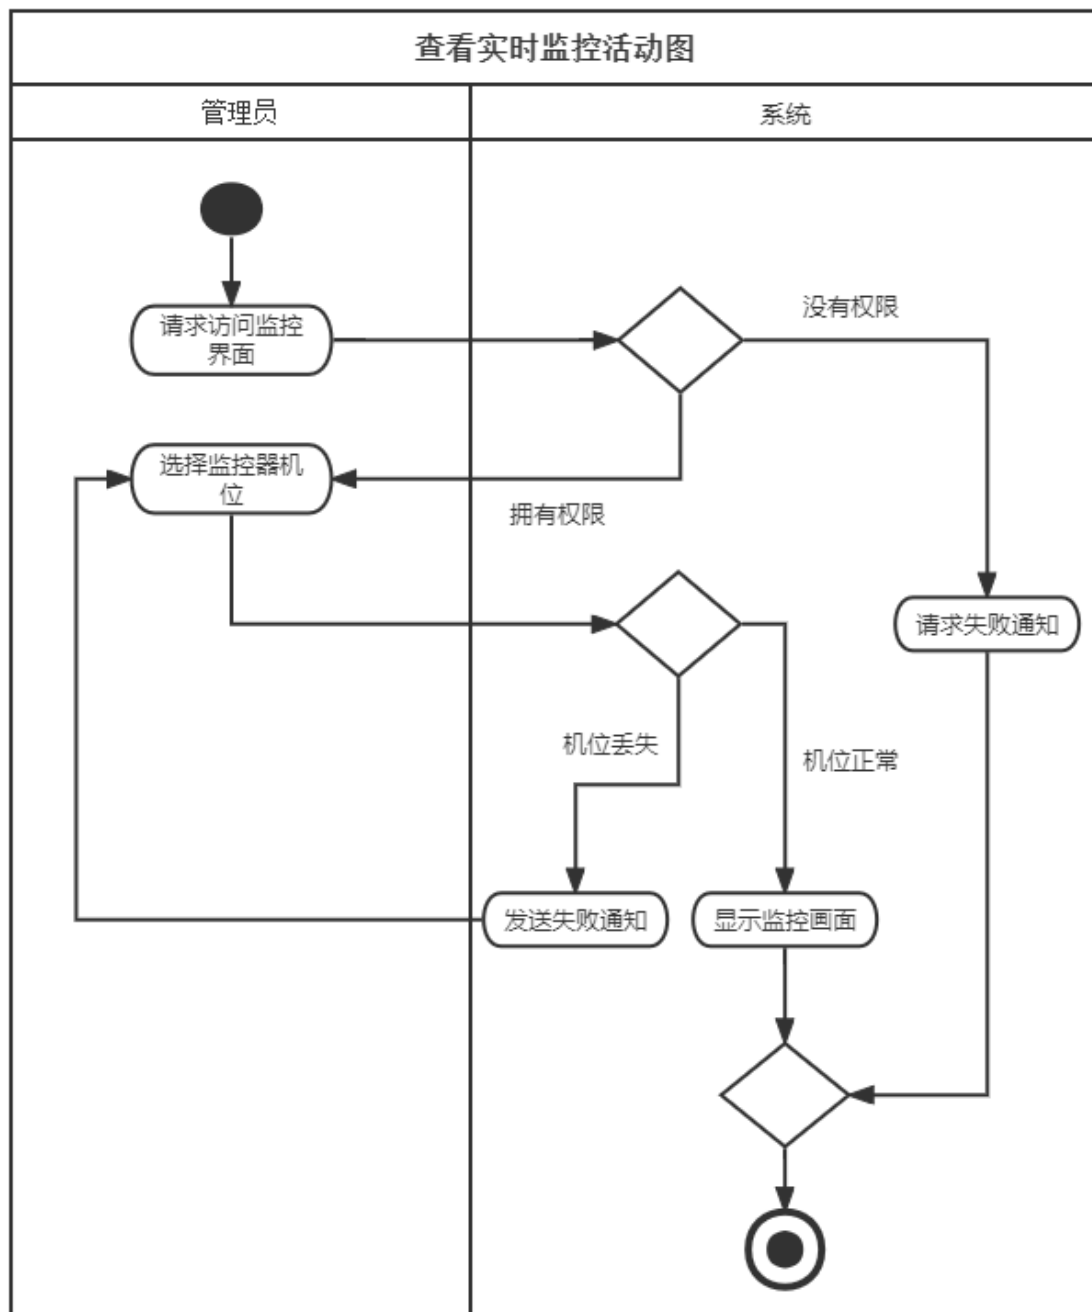 查看实时监控活动图
管理员
系统
没有权限
请求访问监控
界面
选择监控器机
位
拥有权限
请求失败通知
机位丢失
机位正常
发送失败通知
显示监控画面